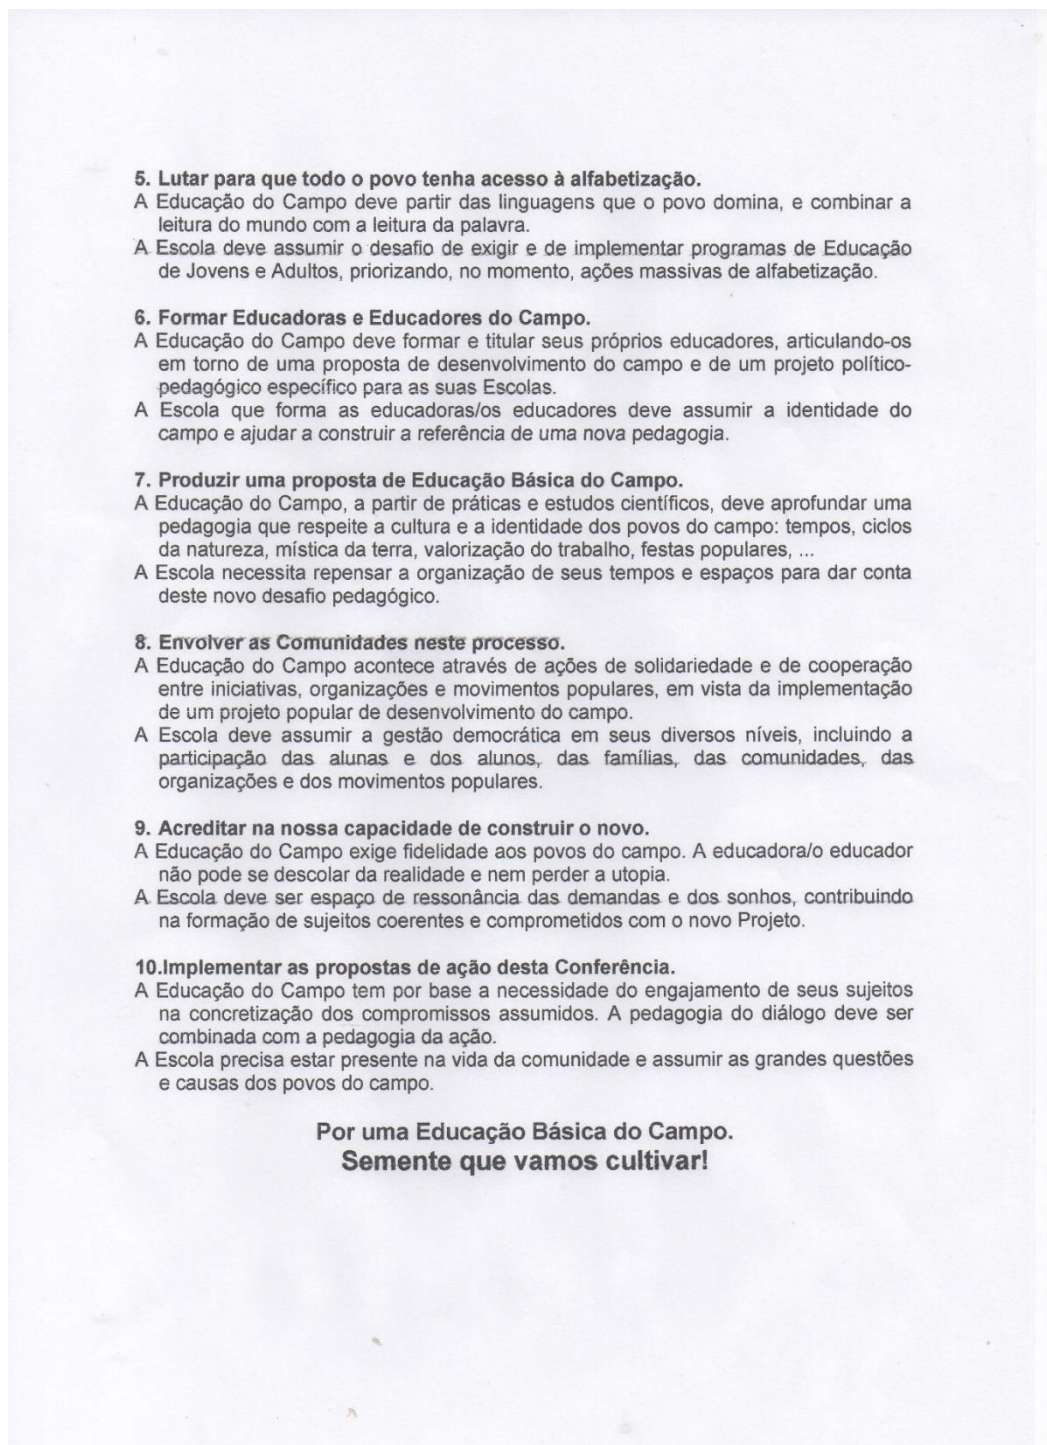 5. Lutar para que todo o povo tenha acesso à alfabetização.
A Educação do Campo deve partir das linguagens que o povo domina, e combinar a
leitura do mundo com a leitura da palavra.
A Escola deve assumir o desafio de exigir e de implementar programas de Educação
de Jovens e Adultos, priorizando, no momento, ações massivas de alfabetização.
6. Formar Educadoras e Educadores do Campo.
A Educação do Campo deve formar e titular seus próprios educadores, articulando-os
em torno de uma proposta de desenvolvimento do campo e de um projeto político-
pedagógico específico para as suas Escolas.
A Escola que forma as educadoras/os educadores deve assumir a identidade do
campo e ajudar a construir a referência de uma nova pedagogia.
7. Produzir uma proposta de Educação Básica do Campo.
A Educação do Campo, a partir de práticas e estudos científicos, deve aprofundar uma
pedagogia que respeite a cultura e a identidade dos povos do campo: tempos, ciclos
da natureza, mística da terra, valorização do trabalho, festas populares, ...
A Escola necessita repensar a organização de seus tempos e espaços para dar conta
deste novo desafio pedagógico.
8. Envolver as Comunidades neste processo.
A Educação do Campo acontece através de ações de solidariedade e de cooperação
entre iniciativas, organizações e movimentos populares, em vista da implementação
de um projeto popular de desenvolvimento do campo.
A Escola deve assumir a gestão democrática em seus diversos níveis, incluindo a
participação das alunas e dos alunos, das famílias, das comunidades, das
organizações e dos movimentos populares.
9. Acreditar na nossa capacidade de construir o novo.
A Educação do Campo exige fidelidade aos povos do campo. A educadora/o educador
não pode se descolar da realidade e nem perder a utopia.
A Escola deve ser espaço de ressonância das demandas e dos sonhos, contribuindo
na formação de sujeitos coerentes e comprometidos com o novo Projeto.
10.Implementar as propostas de ação desta Conferência.
A Educação do Campo tem por base a necessidade do engajamento de seus sujeitos
na concretização dos compromissos assumidos. A pedagogia do diálogo deve ser
combinada com a pedagogia da ação.
A Escola precisa estar presente na vida da comunidade e assumir as grandes questões
e causas dos povos do campo.
Por uma Educação Básica do Campo.
Semente que vamos cultivar!